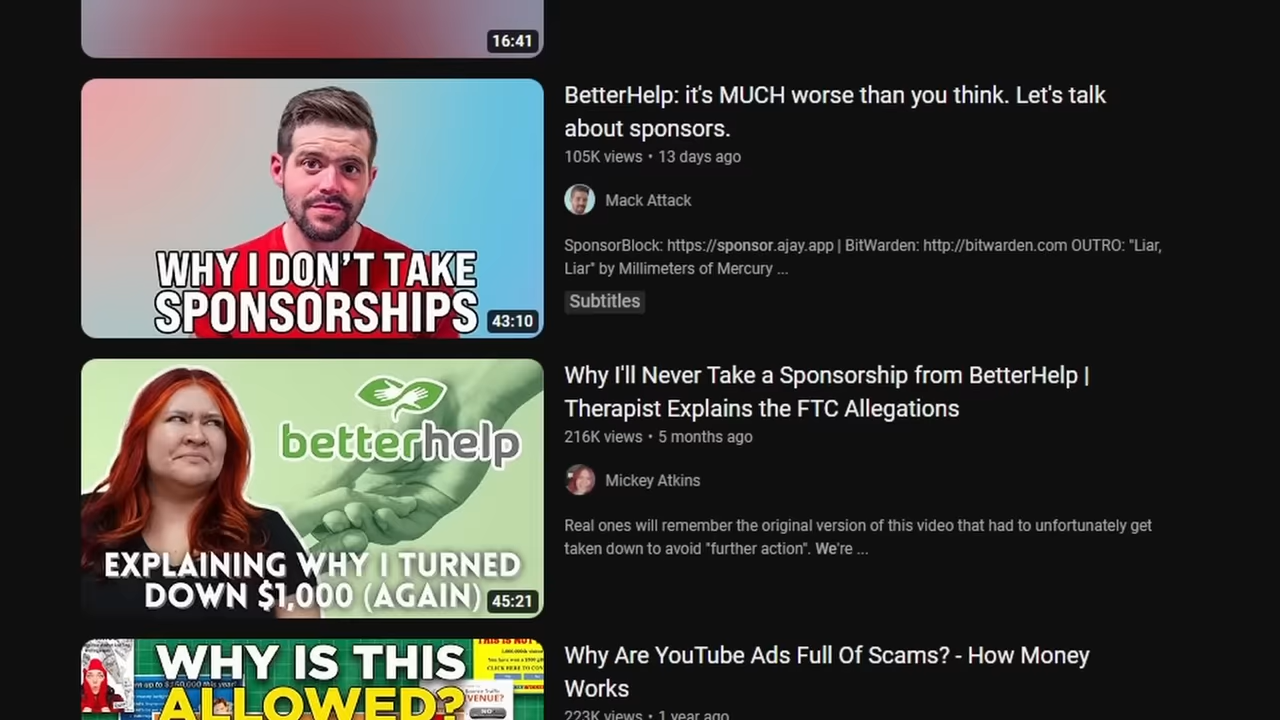 16:41
WHY I DON'T TAKE
SPONSORSHIPS
43:10
BetterHelp: it's MUCH worse than you think. Let's talk
about sponsors.
105K views • 13 days ago
Mack Attack
SponsorBlock: https://sponsor.ajay.app | BitWarden: http://bitwarden.com OUTRO: "Liar,
Liar" by Millimeters of Mercury ...
Subtitles
betterhelp
EXPLAINING WHY I TURNED
DOWN $1,000 (AGAIN)
45:21
Why I'll Never Take a Sponsorship from BetterHelp |
Therapist Explains the FTC Allegations
216K views • 5 months ago
Mickey Atkins
Real ones will remember the original version of this video that had to unfortunately get
taken down to avoid "further action". We're ...
WHY IS THIS
ALLOWED?
Why Are YouTube Ads Full Of Scams? - How Money
Works
223K views • 1 year ago